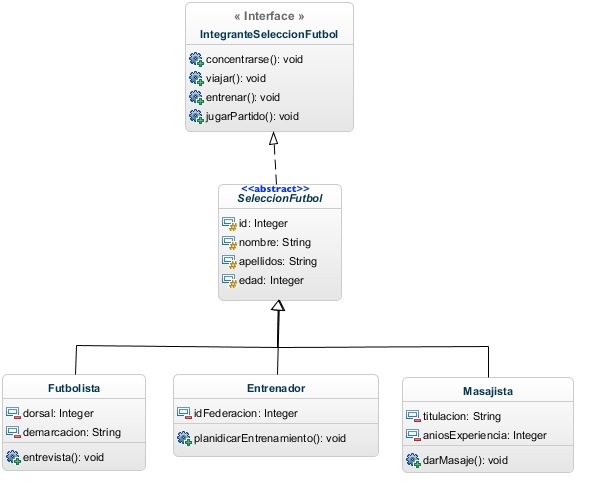 « Interface »
IntegranteSeleccionFutbol
concentrarse(): void
viajar(): void
entrenar(): void
jugarPartido(): void
<<abstract>>
SeleccionFutbol
id: Integer
nombre: String
apellidos: String
edad: Integer
Futbolista
dorsal: Integer
demarcacion: String
entrevista(): void
Entrenador
idFederacion: Integer
planidicarEntrenamiento(): void
Masajista
titulacion: String
aniosExperiencia: Integer
darMasaje(): void